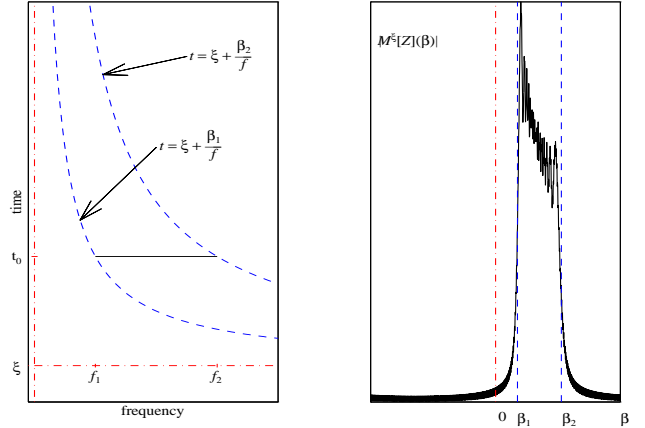 t = ξ + β₂/f
t = ξ + β₁/f
time
t₀
ξ
f₁
f₂
frequency
|M^ξ[Z](β)|
0
β₁
β₂
β